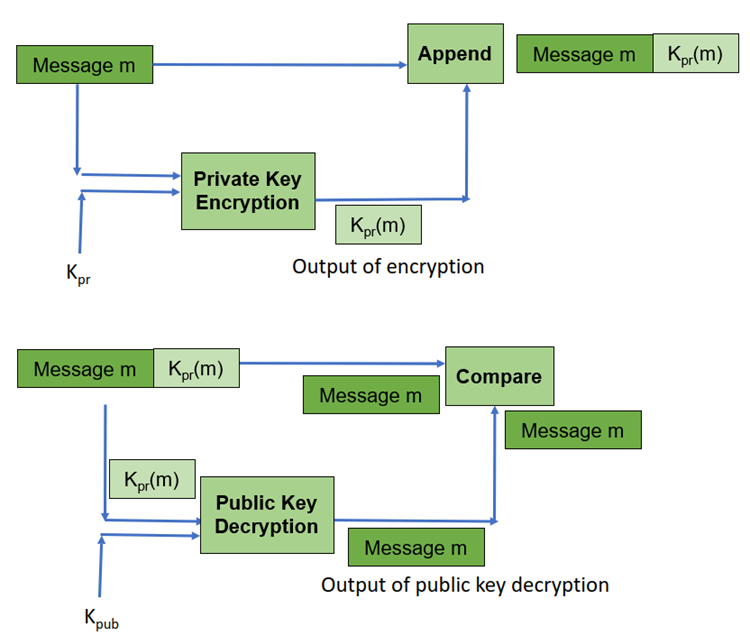 Message m
Append
Message m
Kpr(m)
Private Key
Encryption
Kpr(m)
Kpr
Output of encryption
Message m
Kpr(m)
Compare
Message m
Message m
Kpr(m)
Public Key
Decryption
Message m
Output of public key decryption
Kpub